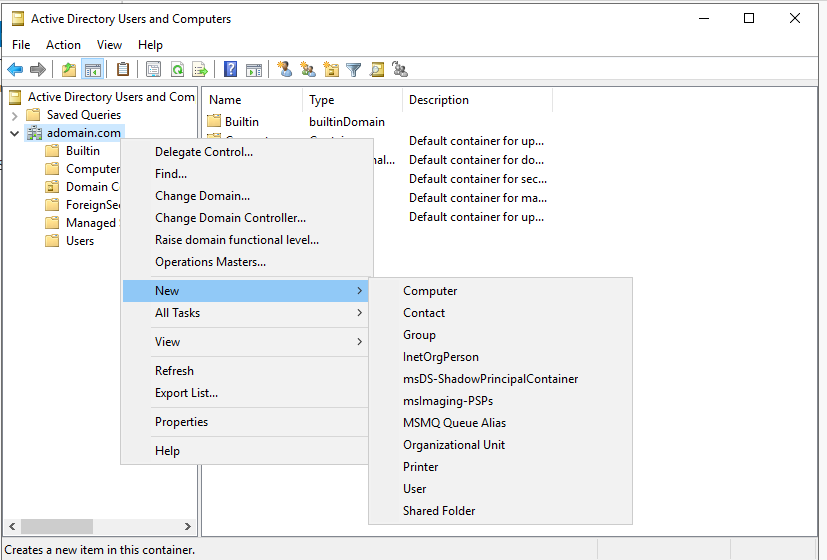 Active Directory Users and Computers
File Action View Help
Active Directory Users and Com
Saved Queries
adomain.com
Builtin
Computer
Domain C
ForeignSec
Managed
Users
Name Type Description
Builtin builtinDomain
Default container for up...
nal... Default container for do...
Default container for sec...
Default container for ma...
Default container for up...
Delegate Control...
Find...
Change Domain...
Change Domain Controller...
Raise domain functional level...
Operations Masters...
New
All Tasks
View
Refresh
Export List...
Properties
Help
Computer
Contact
Group
InetOrgPerson
msDS-ShadowPrincipalContainer
msImaging-PSPs
MSMQ Queue Alias
Organizational Unit
Printer
User
Shared Folder
Creates a new item in this container.